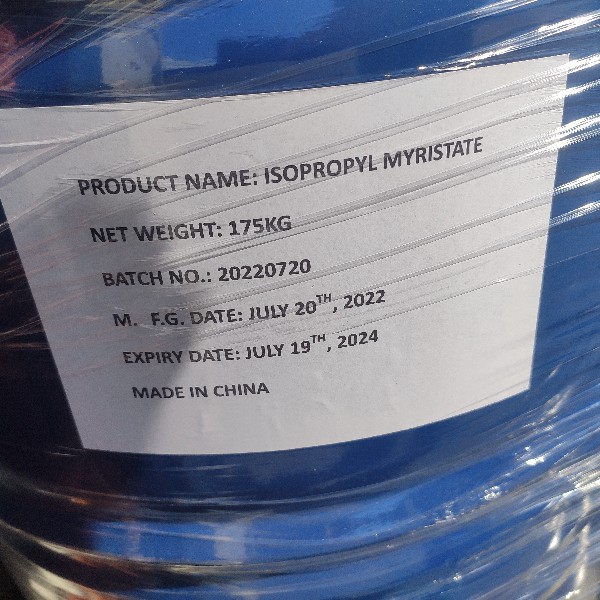 PRODUCT NAME: ISOPROPYL MYRISTATE
NET WEIGHT: 175KG
BATCH NO.: 20220720
M. F.G. DATE: JULY 20TH, 2022
EXPIRY DATE: JULY 19TH, 2024
MADE IN CHINA